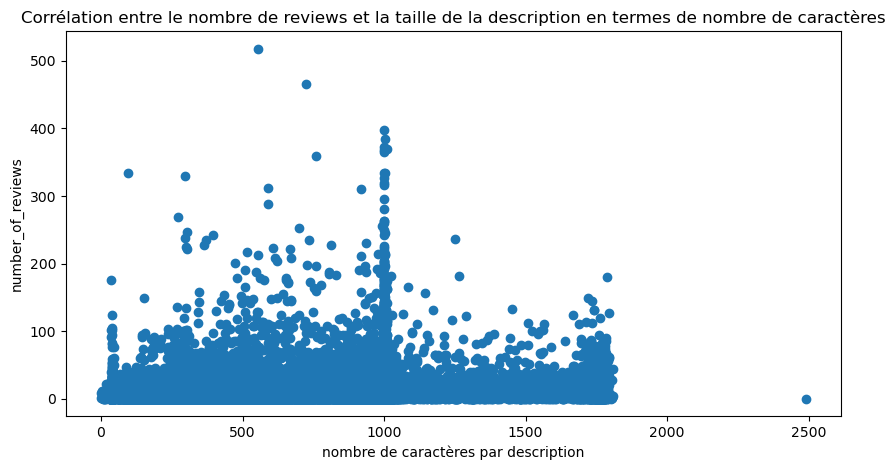 Corrélation entre le nombre de reviews et la taille de la description en termes de nombre de caractères
500
400
300
200
100
0
number_of_reviews
0 500 1000 1500 2000 2500
nombre de caractères par description